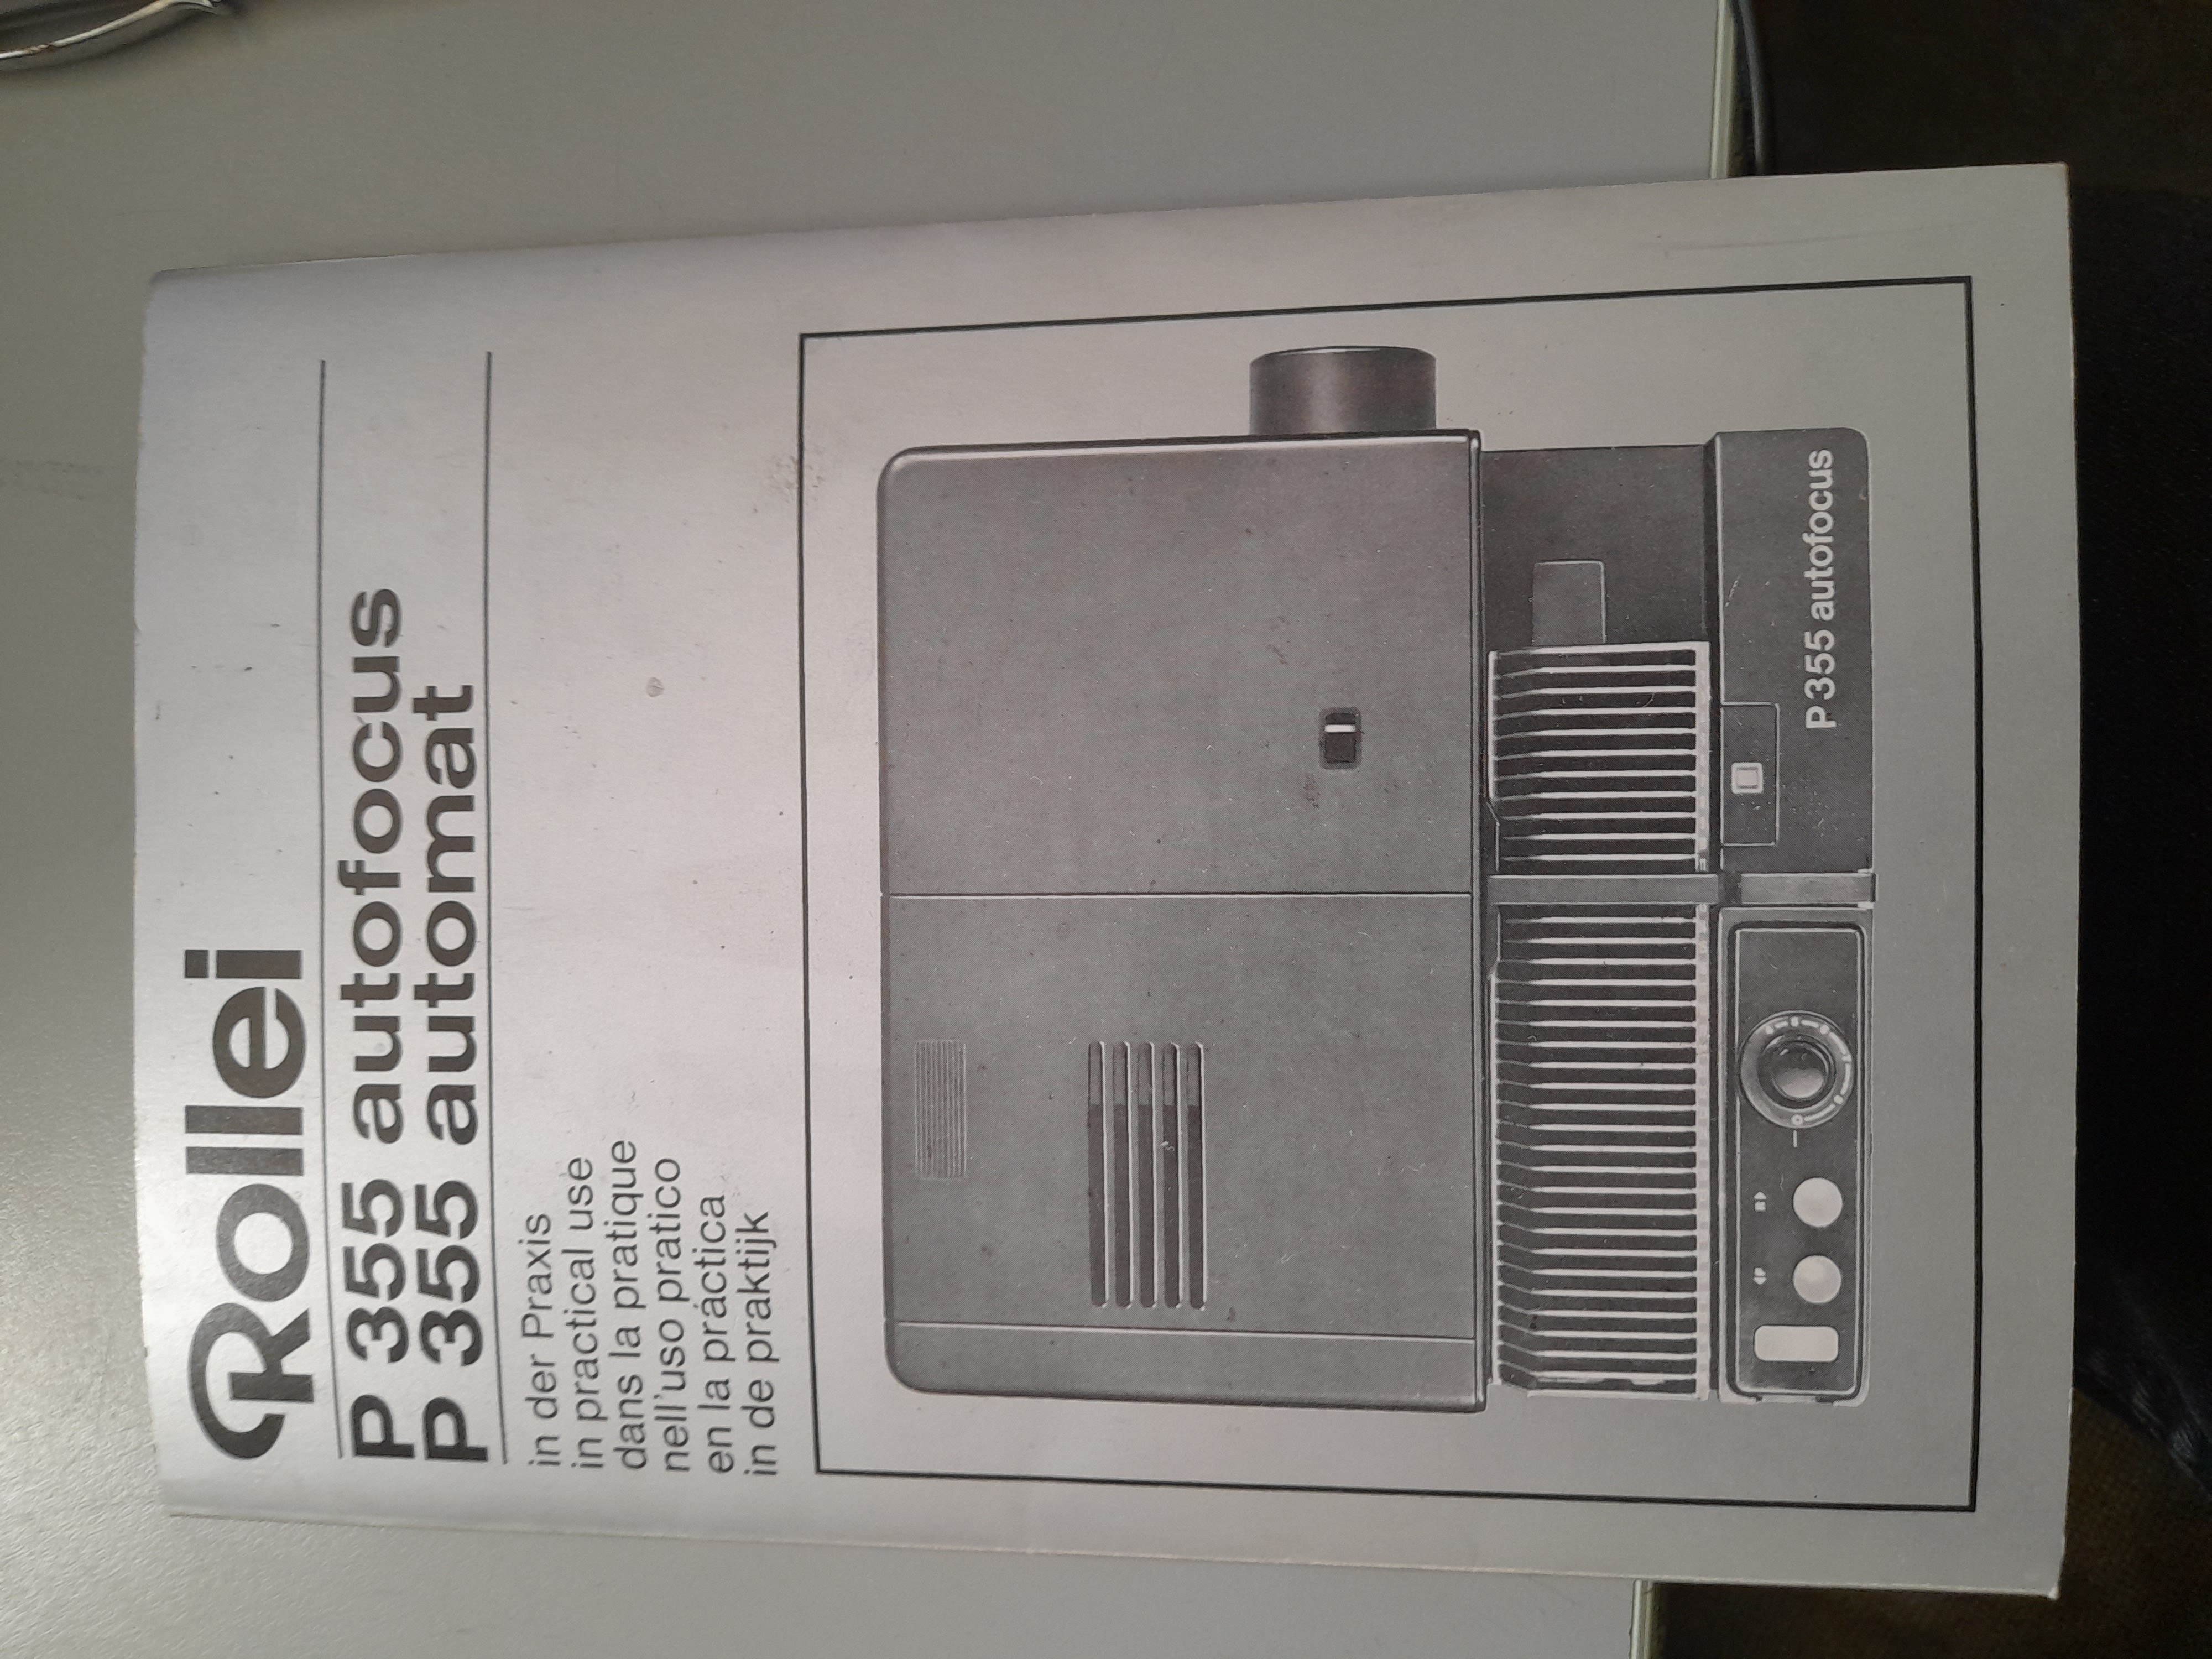 Rollei
P 355 autofocus
P 355 automat
in der Praxis
in practical use
dans la pratique
nell'uso pratico
en la práctica
in de praktijk
P 355 autofocus